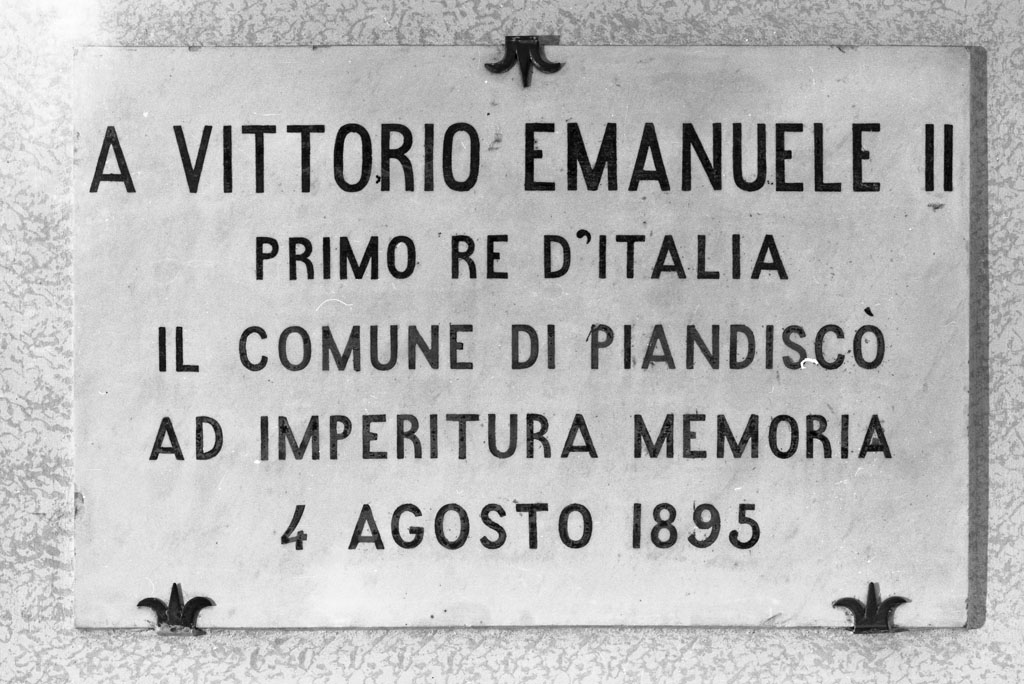 A VITTORIO EMANUELE II
PRIMO RE D'ITALIA
IL COMUNE DI PIANDISCÒ
AD IMPERITURA MEMORIA
4 AGOSTO 1895